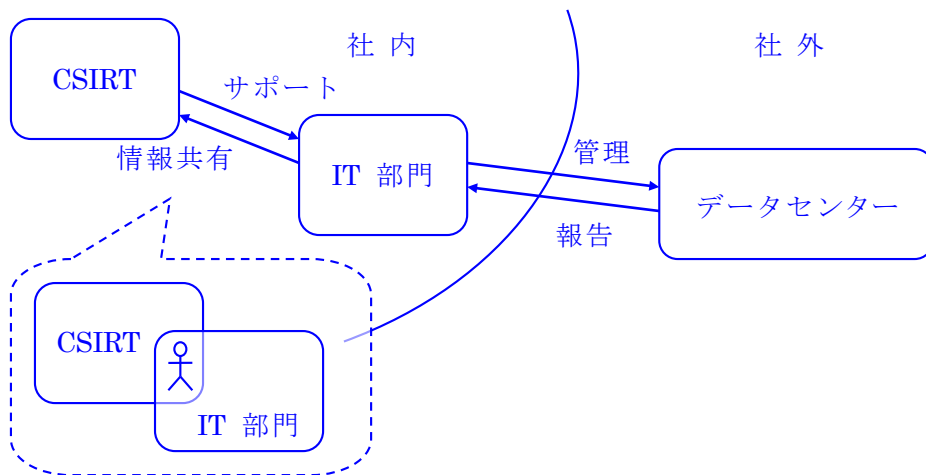 社 内
社 外
CSIRT
サポート
情報共有
IT 部門
管理
報告
データセンター
CSIRT
IT 部門